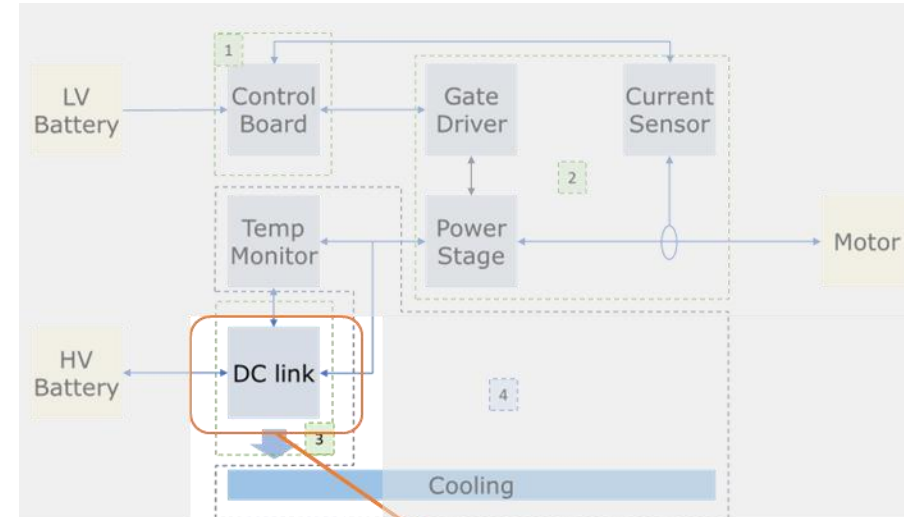 1
LV
Battery
Control
Board
Gate
Driver
Current
Sensor
2
Temp
Monitor
Power
Stage
Motor
HV
Battery
DC link
4
3
Cooling